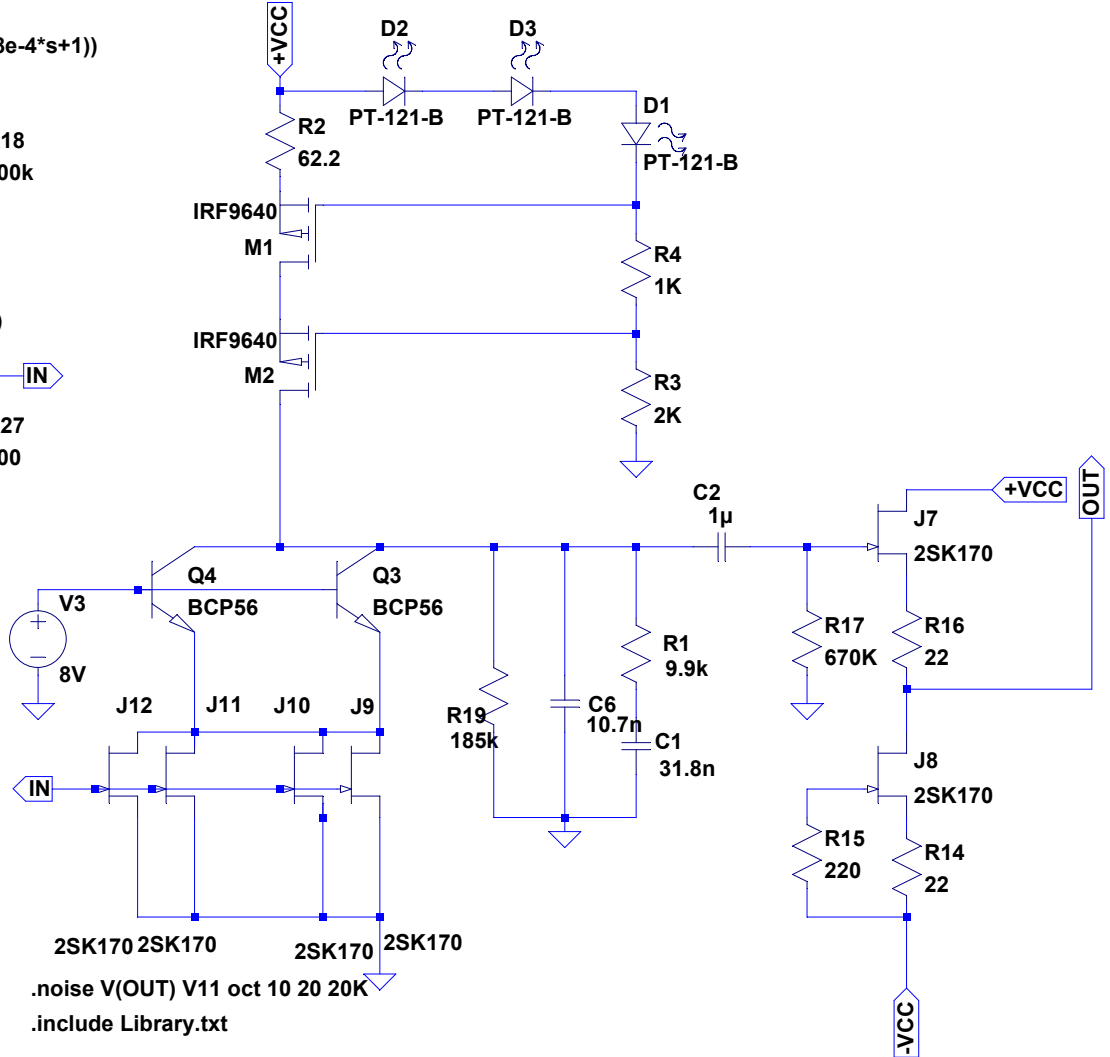 +VCC
8e-4*s+1))
D2
D3
PT-121-B
PT-121-B
D1
PT-121-B
R2
62.2
18
00k
IRF9640
M1
R4
1K
)
IRF9640
M2
IN
R3
2K
27
00
C2
1µ
+VCC
OUT
J7
2SK170
Q4
BCP56
Q3
BCP56
V3
8V
R1
9.9k
R17
670K
R16
22
J12
J11
J10
J9
R19
185k
C6
10.7n
C1
31.8n
IN
J8
2SK170
R15
220
R14
22
2SK170
2SK170
2SK170
2SK170
.noise V(OUT) V11 oct 10 20 20K
.include Library.txt
-VCC